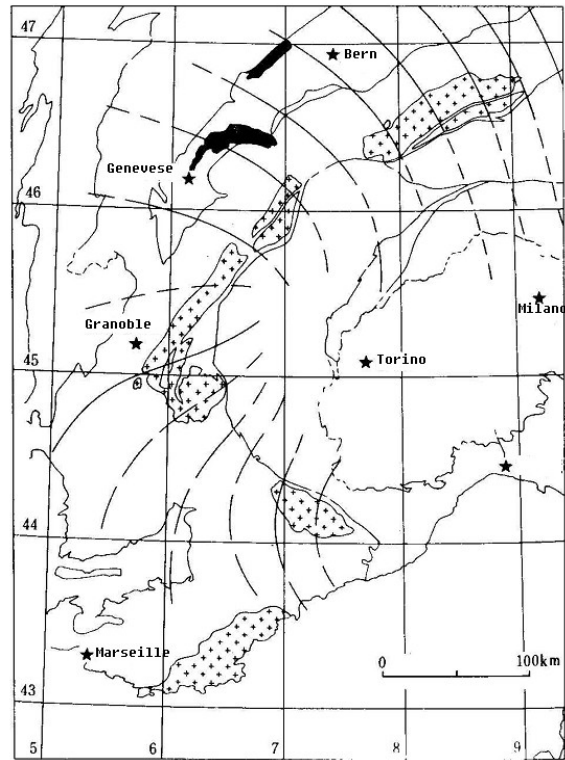 47
Bern
Genevese
46
Milano
Granoble
Torino
45
44
Marseille
0 100km
43
5 6 7 8 9